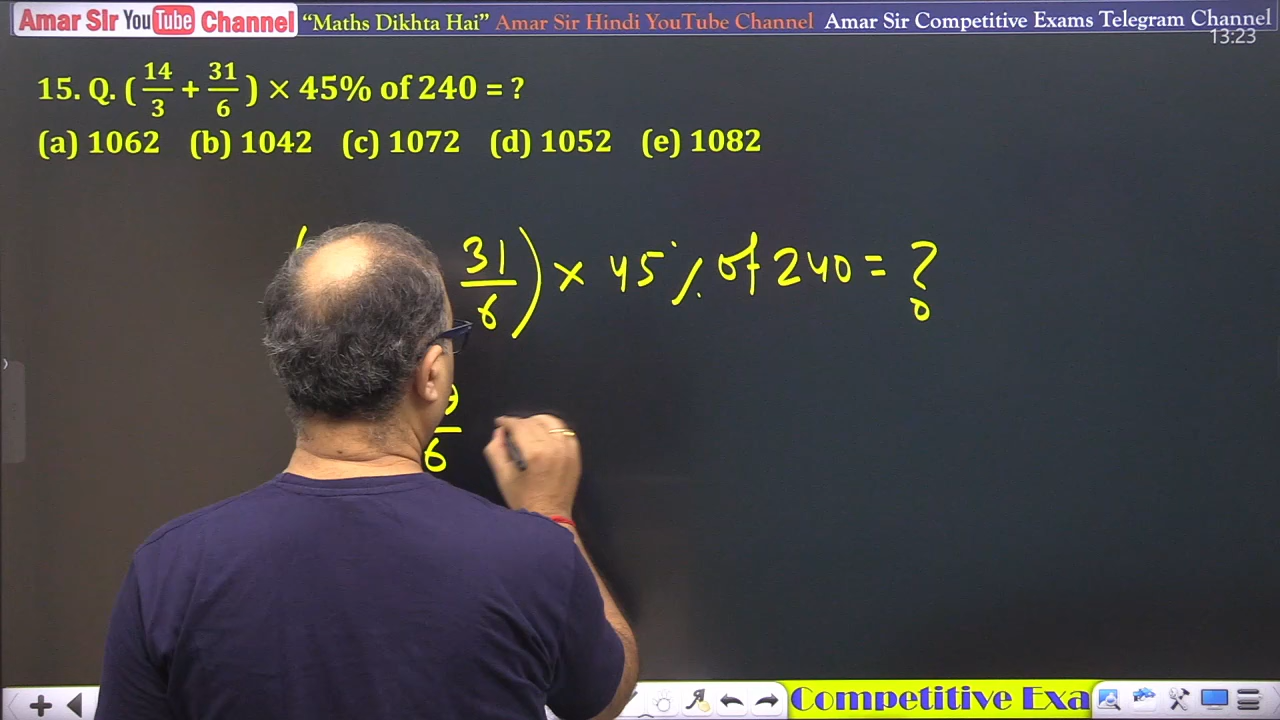 Amar SIr YouTube Channel "Maths Dikhta Hai" Amar Sir Hindi YouTube Channel Amar Sir Competitive Exams Telegram Channel
13:23
15. Q. (14/3 + 31/6) × 45% of 240 = ?
(a) 1062 (b) 1042 (c) 1072 (d) 1052 (e) 1082
( 31/6) × 45% of 240 = ?
6
Competitive Exa